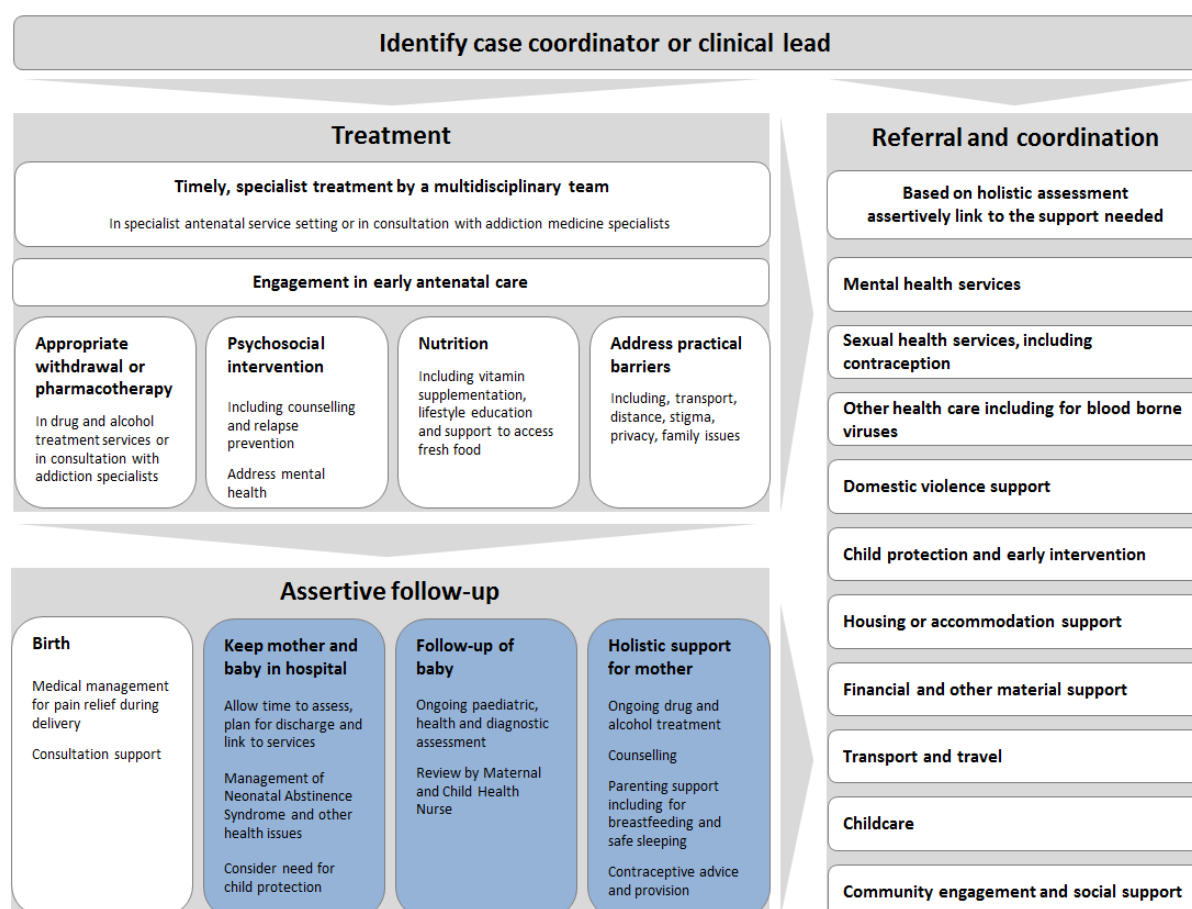 Identify case coordinator or clinical lead
Treatment
Timely, specialist treatment by a multidisciplinary team
In specialist antenatal service setting or in consultation with addiction medicine specialists
Engagement in early antenatal care
Appropriate
withdrawal or
pharmacotherapy
In drug and alcohol
treatment services or
in consultation with
addiction specialists
Psychosocial
intervention
Including counselling
and relapse
prevention
Address mental
health
Nutrition
Including vitamin
supplementation,
lifestyle education
and support to access
fresh food
Address practical
barriers
Including, transport,
distance, stigma,
privacy, family issues
Assertive follow-up
Birth
Medical management
for pain relief during
delivery
Consultation support
Keep mother and
baby in hospital
Allow time to assess,
plan for discharge and
link to services
Management of
Neonatal Abstinence
Syndrome and other
health issues
Consider need for
child protection
Follow-up of
baby
Ongoing paediatric,
health and diagnostic
assessment
Review by Maternal
and Child Health
Nurse
Holistic support
for mother
Ongoing drug and
alcohol treatment
Counselling
Parenting support
including for
breastfeeding and
safe sleeping
Contraceptive advice
and provision
Referral and coordination
Based on holistic assessment
assertively link to the support needed
Mental health services
Sexual health services, including
contraception
Other health care including for blood borne
viruses
Domestic violence support
Child protection and early intervention
Housing or accommodation support
Financial and other material support
Transport and travel
Childcare
Community engagement and social support